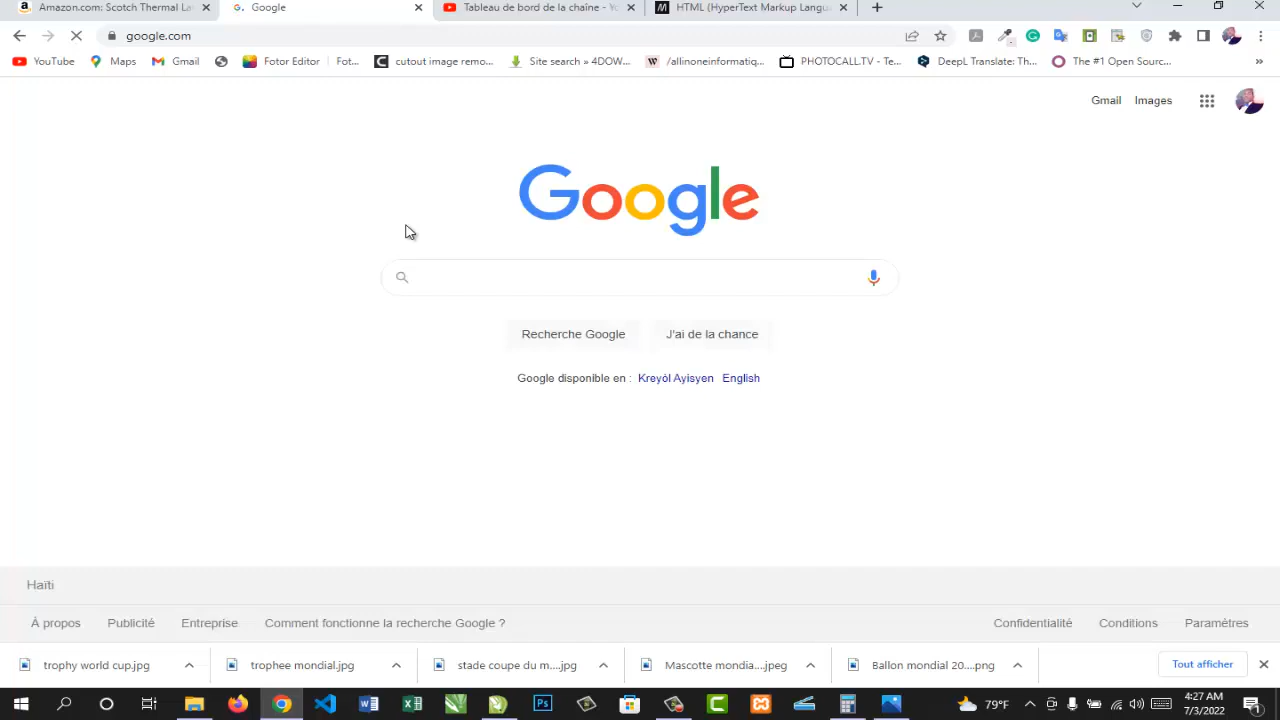 Amazon.com: Scotch Thermal La
Google
Tableau de bord de la chaîne - Yo
HTML (HyperText Markup Langu
google.com
YouTube
Maps
Gmail
Fotor Editor
Fot...
cutout image remo...
Site search » 4DOW...
/allinoneinformatiq...
PHOTOCALL.TV - Te...
DeepL Translate: Th...
The #1 Open Sourc...
»
Gmail Images
Google
Recherche Google
J'ai de la chance
Google disponible en : Kreyòl Ayisyen English
Haïti
À propos Publicité Entreprise Comment fonctionne la recherche Google ? Confidentialité Conditions Paramètres
trophy world cup.jpg
trophee mondial.jpg
stade coupe du m....jpg
Mascotte mondia....jpeg
Ballon mondial 20....png
Tout afficher
79°F
4:27 AM
7/3/2022